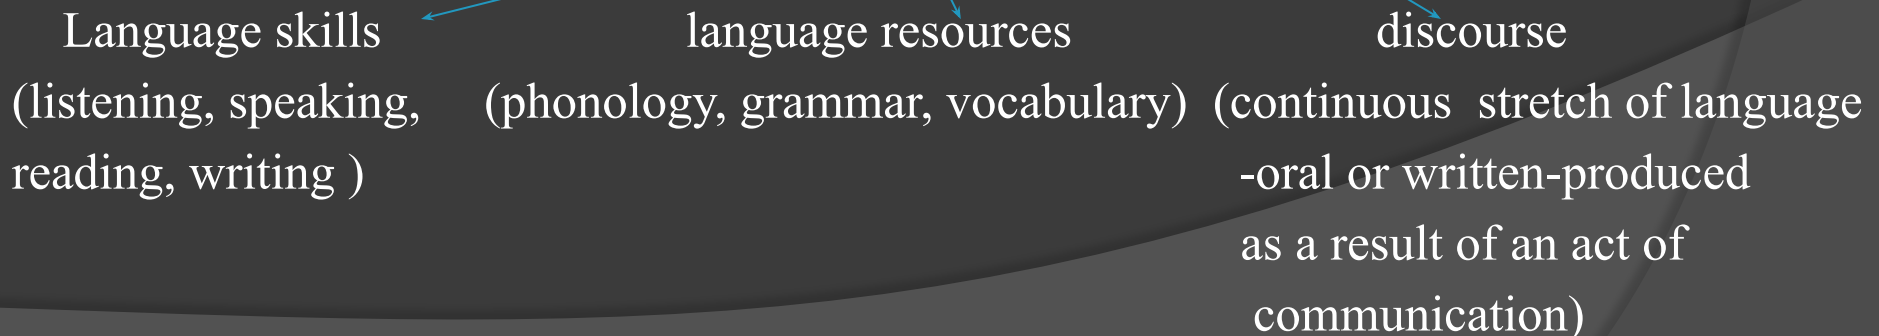 Language skills language resources discourse
(listening, speaking, (phonology, grammar, vocabulary) (continuous stretch of language
reading, writing ) -oral or written-produced
as a result of an act of
communication)